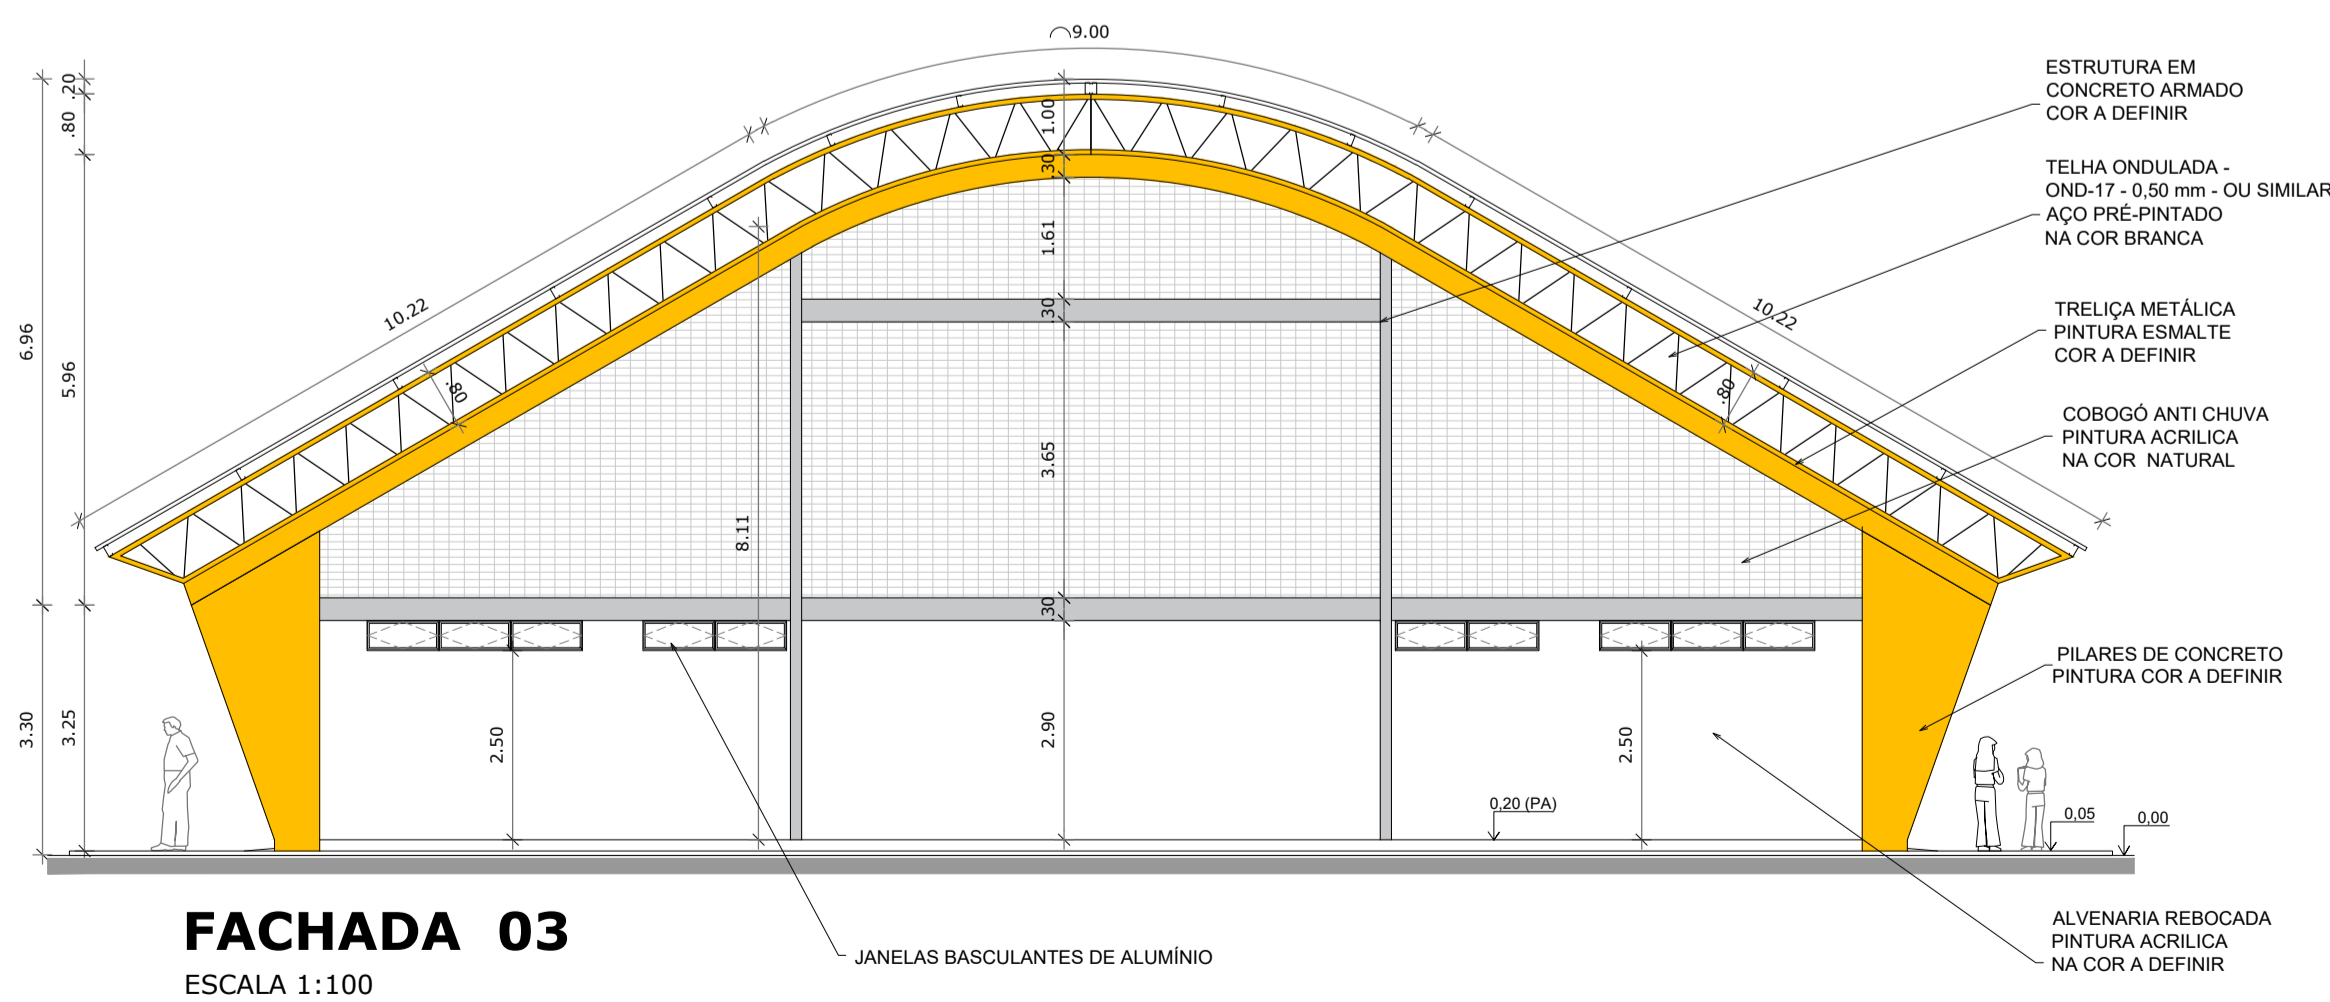 ⌒9.00
.20
.80
1.00
.30
ESTRUTURA EM
CONCRETO ARMADO
COR A DEFINIR
TELHA ONDULADA -
OND-17 - 0,50 mm - OU SIMILAR
AÇO PRÉ-PINTADO
NA COR BRANCA
1.61
.30
10.22
10.22
TRELIÇA METÁLICA
PINTURA ESMALTE
COR A DEFINIR
6.96
5.96
.80
.80
COBOGÓ ANTI CHUVA
PINTURA ACRILICA
NA COR NATURAL
3.65
8.11
.30
PILARES DE CONCRETO
PINTURA COR A DEFINIR
3.30
3.25
2.50
2.90
2.50
0,20 (PA)
0,05
0,00
FACHADA 03
ESCALA 1:100
JANELAS BASCULANTES DE ALUMÍNIO
ALVENARIA REBOCADA
PINTURA ACRILICA
NA COR A DEFINIR